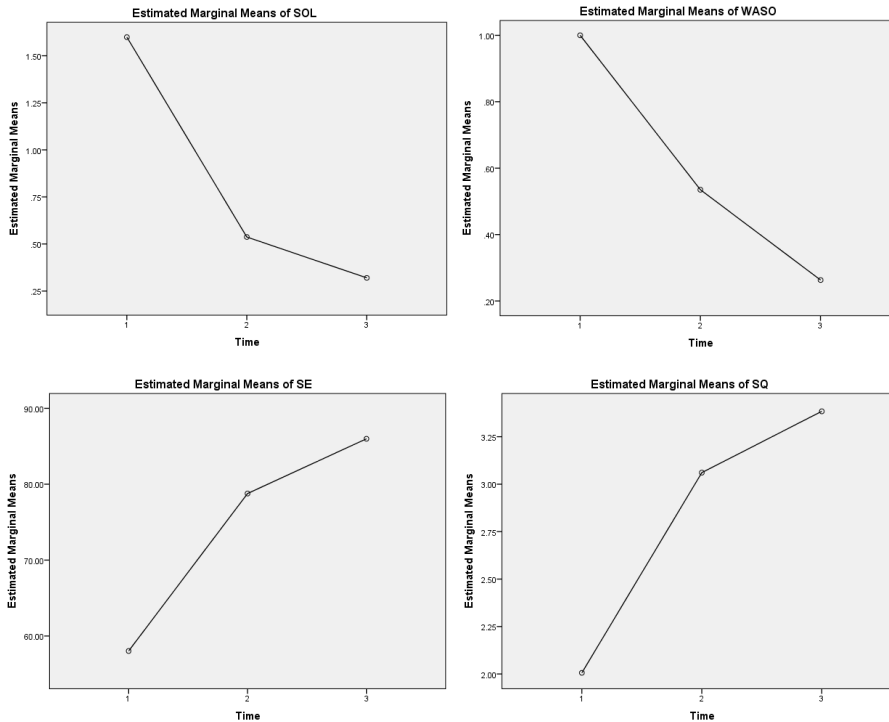 Estimated Marginal Means of SOL
Estimated Marginal Means
1.50
1.25
1.00
.75
.50
.25
1 2 3
Time
Estimated Marginal Means of WASO
Estimated Marginal Means
1.00
.80
.60
.40
.20
1 2 3
Time
Estimated Marginal Means of SE
Estimated Marginal Means
90.00
80.00
70.00
60.00
1 2 3
Time
Estimated Marginal Means of SQ
Estimated Marginal Means
3.25
3.00
2.75
2.50
2.25
2.00
1 2 3
Time